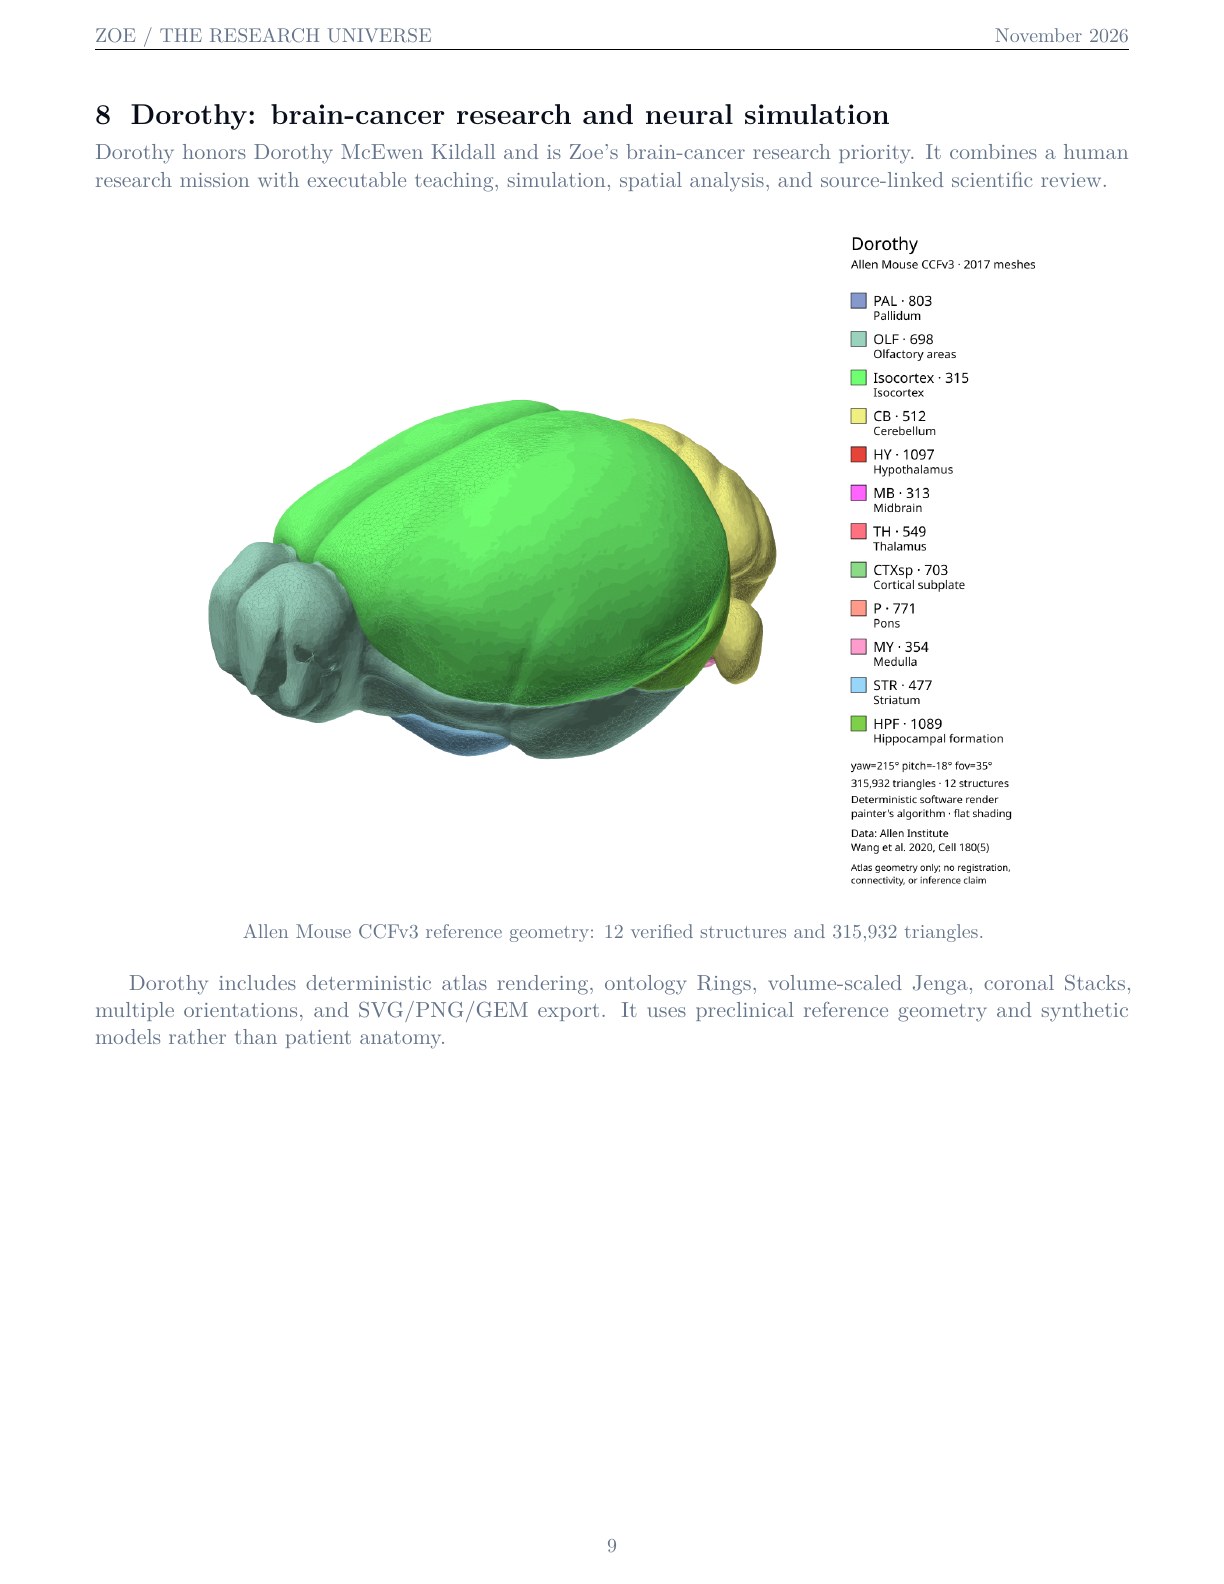 ZOE / THE RESEARCH UNIVERSE
November 2026
8 Dorothy: brain-cancer research and neural simulation
Dorothy honors Dorothy McEwen Kildall and is Zoe's brain-cancer research priority. It combines a human
research mission with executable teaching, simulation, spatial analysis, and source-linked scientific review.
Dorothy
Allen Mouse CCFv3 · 2017 meshes
PAL · 803
Pallidum
OLF · 698
Olfactory areas
Isocortex · 315
Isocortex
CB · 512
Cerebellum
HY · 1097
Hypothalamus
MB · 313
Midbrain
TH · 549
Thalamus
CTXsp · 703
Cortical subplate
P · 771
Pons
MY · 354
Medulla
STR · 477
Striatum
HPF · 1089
Hippocampal formation
yaw=215° pitch=-18° fov=35°
315,932 triangles · 12 structures
Deterministic software render
painter's algorithm · flat shading
Data: Allen Institute
Wang et al. 2020, Cell 180(5)
Atlas geometry only; no registration,
connectivity, or inference claim
Allen Mouse CCFv3 reference geometry: 12 verified structures and 315,932 triangles.
Dorothy includes deterministic atlas rendering, ontology Rings, volume-scaled Jenga, coronal Stacks,
multiple orientations, and SVG/PNG/GEM export. It uses preclinical reference geometry and synthetic
models rather than patient anatomy.
9